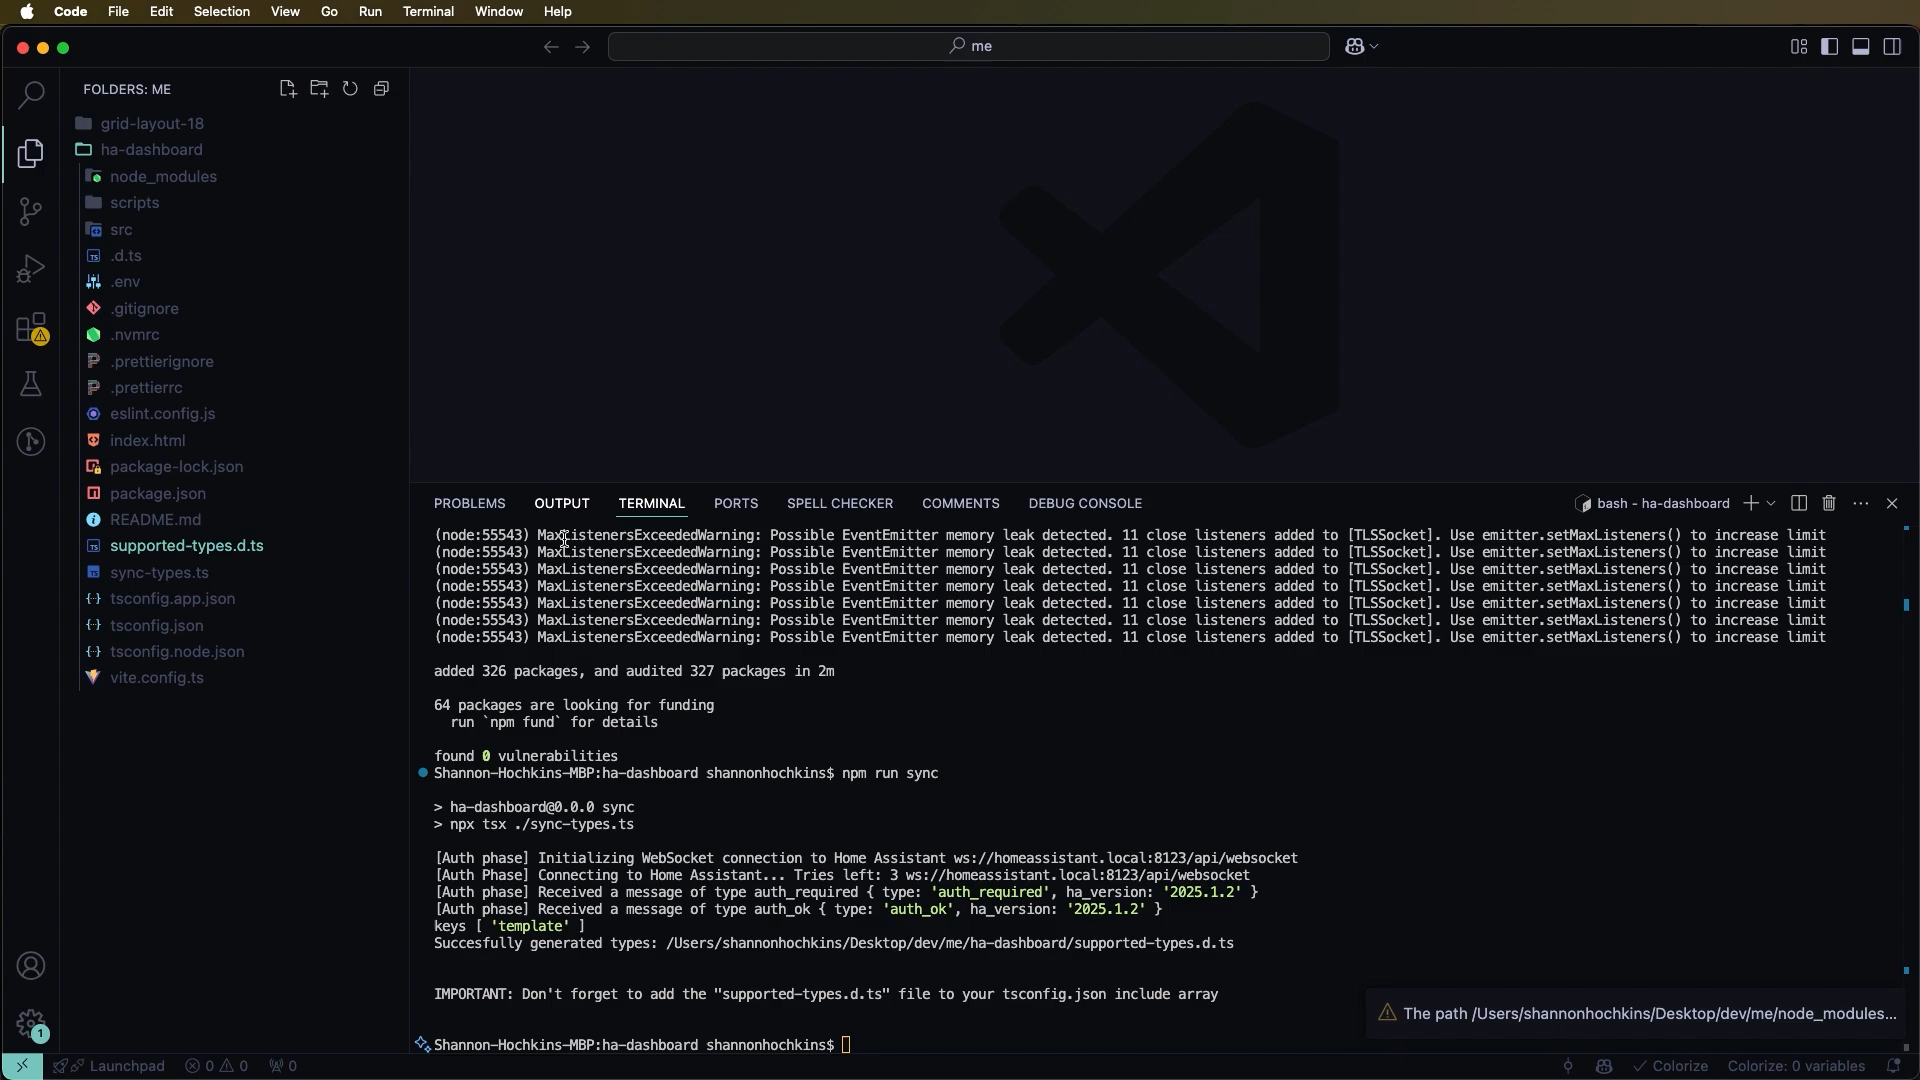 Code File Edit Selection View Go Run Terminal Window Help
me
FOLDERS: ME
grid-layout-18
ha-dashboard
node_modules
scripts
src
.d.ts
.env
.gitignore
.nvmrc
.prettierignore
.prettierrc
eslint.config.js
index.html
package-lock.json
package.json
README.md
supported-types.d.ts
sync-types.ts
tsconfig.app.json
tsconfig.json
tsconfig.node.json
vite.config.ts
PROBLEMS OUTPUT TERMINAL PORTS SPELL CHECKER COMMENTS DEBUG CONSOLE bash - ha-dashboard
(node:55543) MaxListenersExceededWarning: Possible EventEmitter memory leak detected. 11 close listeners added to [TLSSocket]. Use emitter.setMaxListeners() to increase limit
(node:55543) MaxListenersExceededWarning: Possible EventEmitter memory leak detected. 11 close listeners added to [TLSSocket]. Use emitter.setMaxListeners() to increase limit
(node:55543) MaxListenersExceededWarning: Possible EventEmitter memory leak detected. 11 close listeners added to [TLSSocket]. Use emitter.setMaxListeners() to increase limit
(node:55543) MaxListenersExceededWarning: Possible EventEmitter memory leak detected. 11 close listeners added to [TLSSocket]. Use emitter.setMaxListeners() to increase limit
(node:55543) MaxListenersExceededWarning: Possible EventEmitter memory leak detected. 11 close listeners added to [TLSSocket]. Use emitter.setMaxListeners() to increase limit
(node:55543) MaxListenersExceededWarning: Possible EventEmitter memory leak detected. 11 close listeners added to [TLSSocket]. Use emitter.setMaxListeners() to increase limit
(node:55543) MaxListenersExceededWarning: Possible EventEmitter memory leak detected. 11 close listeners added to [TLSSocket]. Use emitter.setMaxListeners() to increase limit
added 326 packages, and audited 327 packages in 2m
64 packages are looking for funding
run `npm fund` for details
found 0 vulnerabilities
Shannon-Hochkins-MBP:ha-dashboard shannonhochkins$ npm run sync
> ha-dashboard@0.0.0 sync
> npx tsx ./sync-types.ts
[Auth phase] Initializing WebSocket connection to Home Assistant ws://homeassistant.local:8123/api/websocket
[Auth Phase] Connecting to Home Assistant... Tries left: 3 ws://homeassistant.local:8123/api/websocket
[Auth phase] Received a message of type auth_required { type: 'auth_required', ha_version: '2025.1.2' }
[Auth phase] Received a message of type auth_ok { type: 'auth_ok', ha_version: '2025.1.2' }
keys [ 'template' ]
Succesfully generated types: /Users/shannonhochkins/Desktop/dev/me/ha-dashboard/supported-types.d.ts
IMPORTANT: Don't forget to add the "supported-types.d.ts" file to your tsconfig.json include array
The path /Users/shannonhochkins/Desktop/dev/me/node_modules...
Shannon-Hochkins-MBP:ha-dashboard shannonhochkins$
1
Launchpad 0 0 0 Colorize Colorize: 0 variables